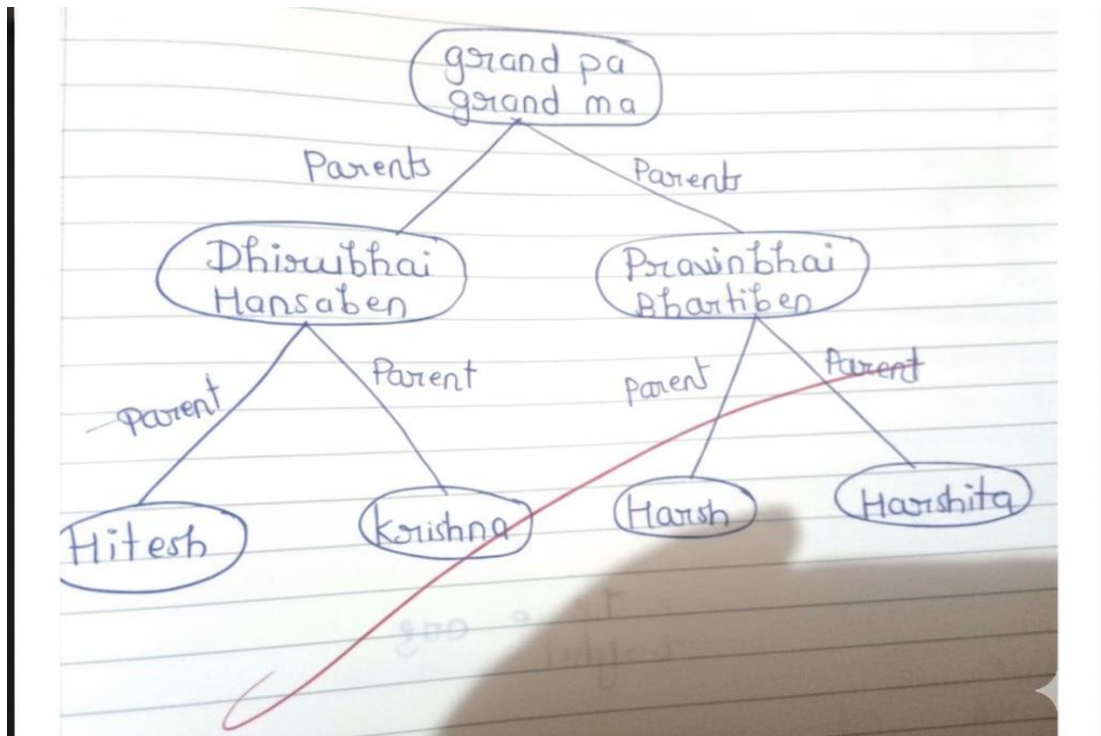 grand pa
grand ma
Parents
Parents
Dhirubhai
Hansaben
Pravinbhai
Bhartiben
Parent
Parent
Parent
Parent
Hitesh
Krishna
Harsh
Harshita